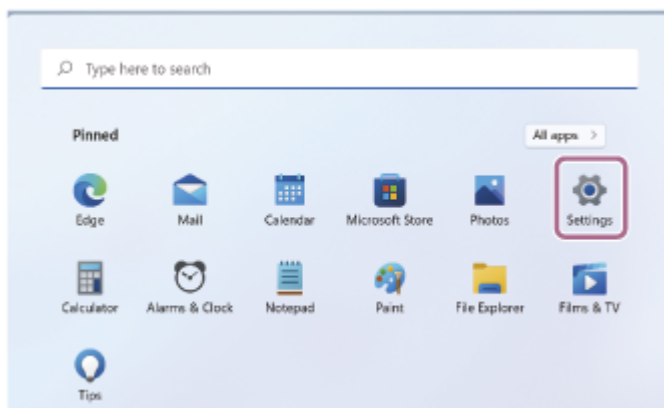 Type here to search
Pinned
All apps >
Edge Mail Calendar Microsoft Store Photos Settings
Calculator Alarms & Clock Notepad Paint File Explorer Films & TV
Tips